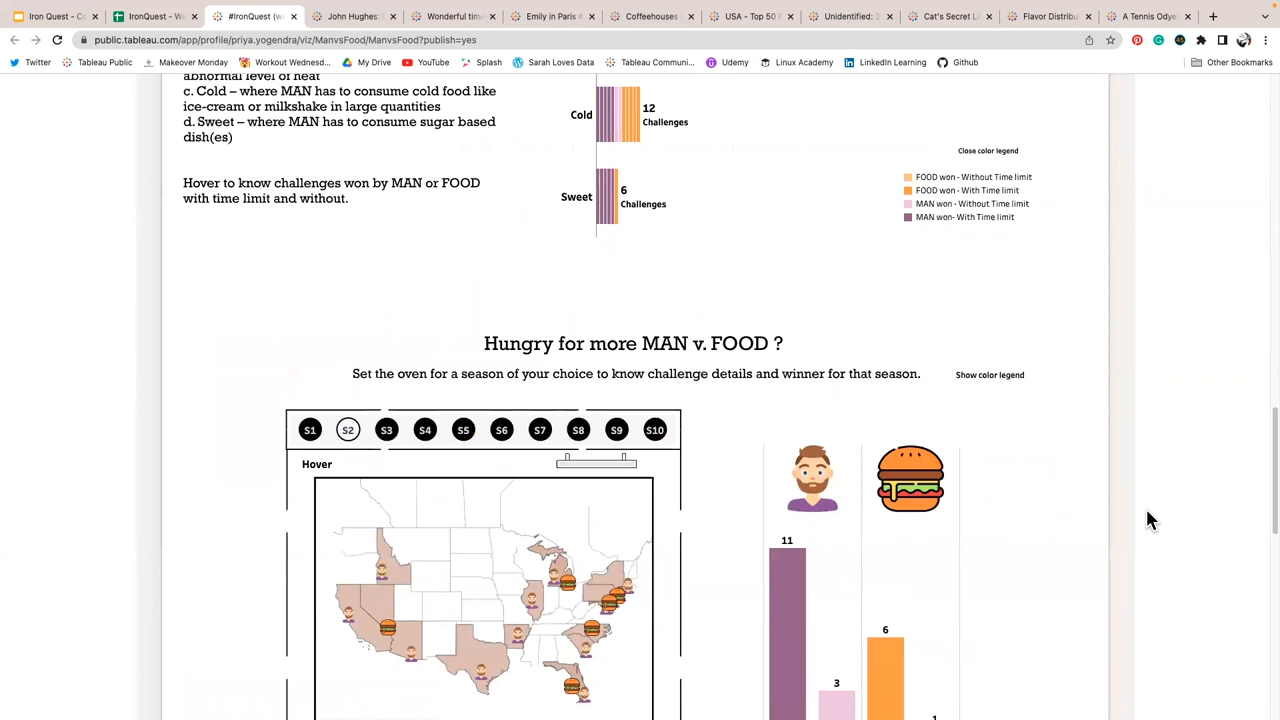 Iron Quest - C
IronQuest - W
#IronQuest (w
John Hughes:
Wonderful tim
Emily in Paris
Coffeehouses
USA - Top 50
Unidentified: 3
Cat's Secret Li
Flavor Distribu
A Tennis Odye
public.tableau.com/app/profile/priya.yogendra/viz/ManvsFood/ManvsFood?publish=yes
Twitter
Tableau Public
Makeover Monday
Workout Wednesd...
My Drive
YouTube
Splash
Sarah Loves Data
Tableau Communi...
Udemy
Linux Academy
LinkedIn Learning
Github
Other Bookmarks
abnormal level of heat
c. Cold – where MAN has to consume cold food like
ice-cream or milkshake in large quantities
d. Sweet – where MAN has to consume sugar based
dish(es)
Hover to know challenges won by MAN or FOOD
with time limit and without.
Cold
12
Challenges
Sweet
6
Challenges
Close color legend
FOOD won - Without Time limit
FOOD won - With Time limit
MAN won - Without Time limit
MAN won- With Time limit
Hungry for more MAN v. FOOD ?
Set the oven for a season of your choice to know challenge details and winner for that season.
Show color legend
S1 S2 S3 S4 S5 S6 S7 S8 S9 S10
Hover
11
3
6
1